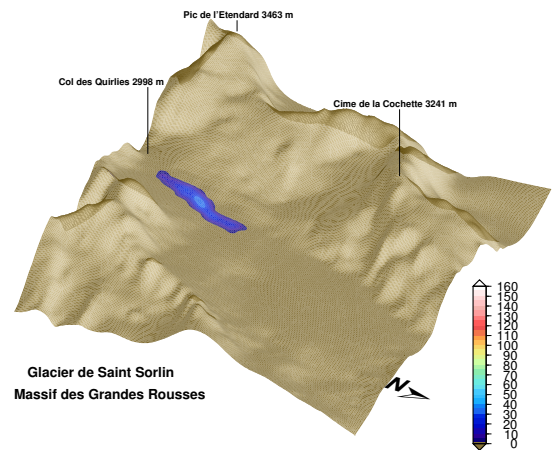 Pic de l'Etendard 3463 m
Col des Quirlies 2998 m
Cime de la Cochette 3241 m
160
150
140
130
120
110
100
90
80
70
60
50
40
30
20
10
0
N
Glacier de Saint Sorlin
Massif des Grandes Rousses